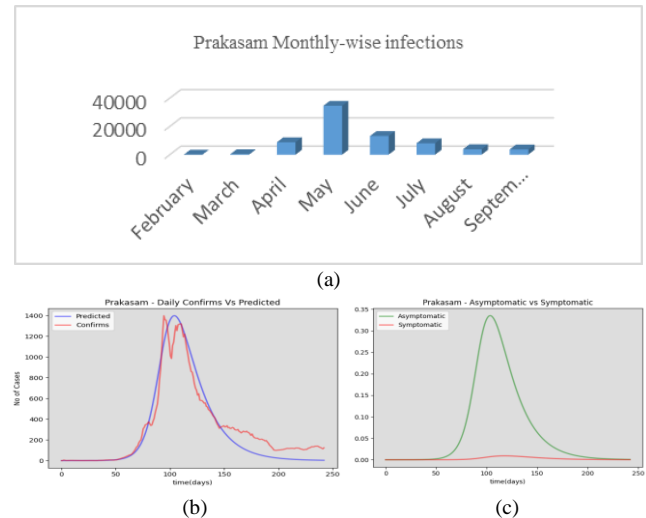 Prakasam Monthly-wise infections
40000
20000
0
February
March
April
May
June
July
August
Septem...
(a)
Prakasam - Daily Confirms Vs Predicted
Predicted
Confirms
No of Cases
1400
1200
1000
800
600
400
200
0
0 50 100 150 200 250
time(days)
(b)
Prakasam - Asymptomatic vs Symptomatic
Asymptomatic
Symptomatic
0.35
0.30
0.25
0.20
0.15
0.10
0.05
0.00
0 50 100 150 200 250
time(days)
(c)